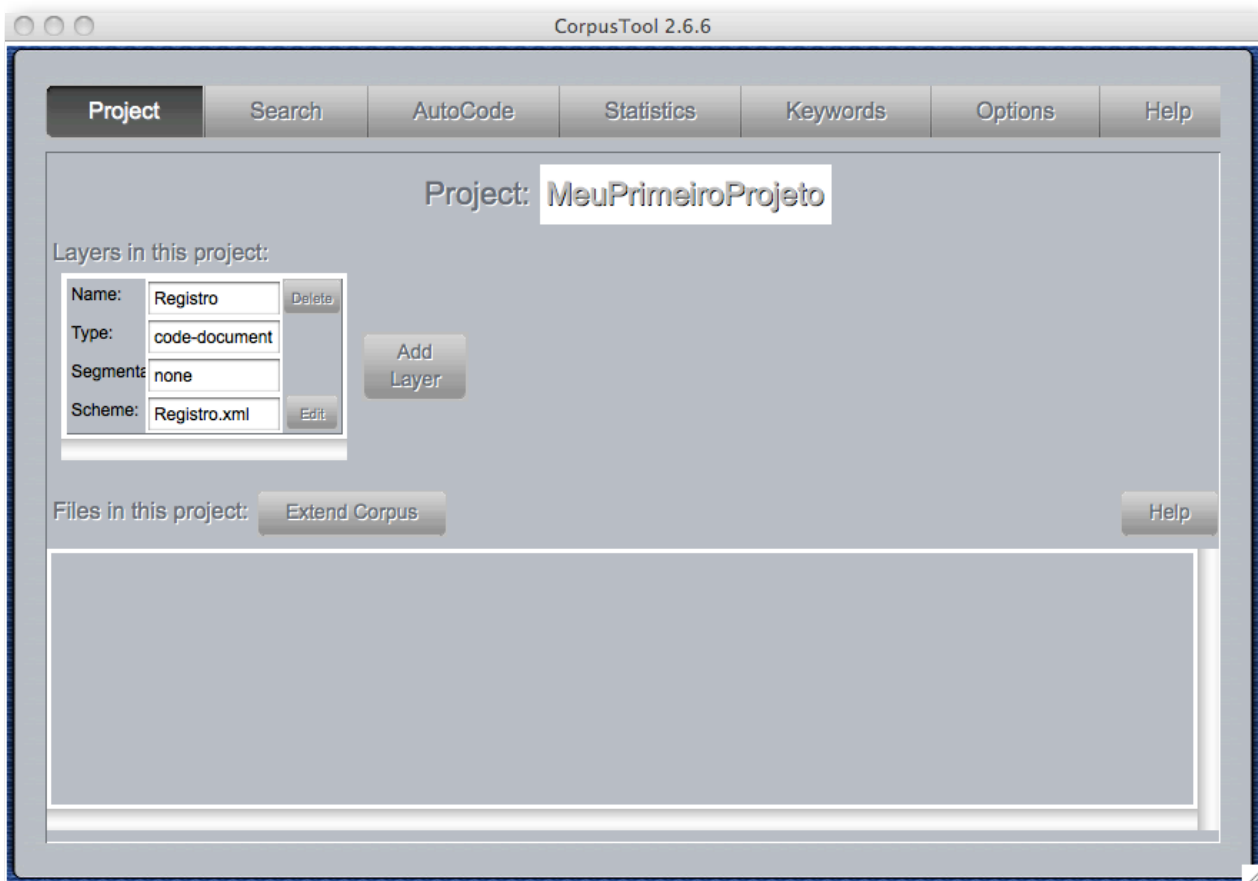 CorpusTool 2.6.6
Project Search AutoCode Statistics Keywords Options Help
Project: MeuPrimeiroProjeto
Layers in this project:
Name: Registro Delete
Type: code-document
Segmenta none
Scheme: Registro.xml Edit
Add
Layer
Files in this project: Extend Corpus Help